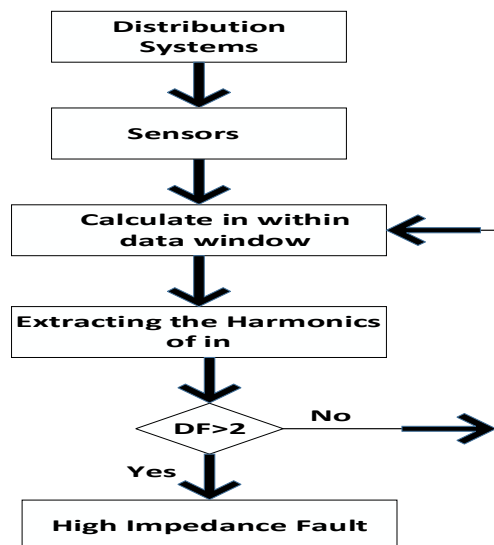 Distribution
Systems
Sensors
Calculate in within
data window
Extracting the Harmonics
of in
DF>2
No
Yes
High Impedance Fault